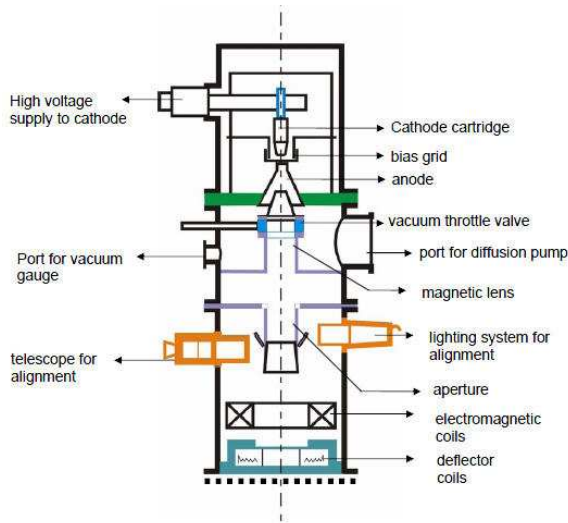 High voltage
supply to cathode
Cathode cartridge
bias grid
anode
vacuum throttle valve
Port for vacuum
gauge
port for diffusion pump
magnetic lens
telescope for
alignment
lighting system for
alignment
aperture
electromagnetic
coils
deflector
coils